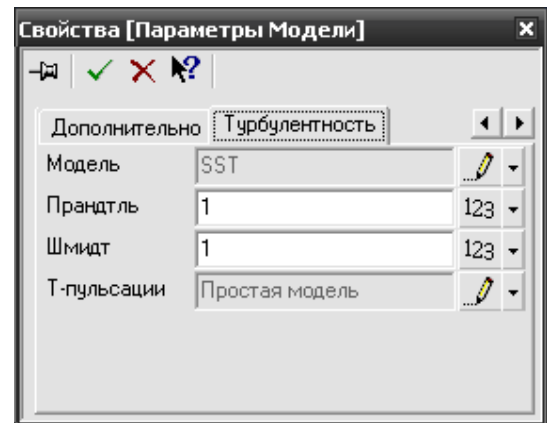 Свойства [Параметры Модели]
?
Дополнительно Турбулентность
Модель SST
Прандтль 1 123
Шмидт 1 123
Т-пульсации Простая модель